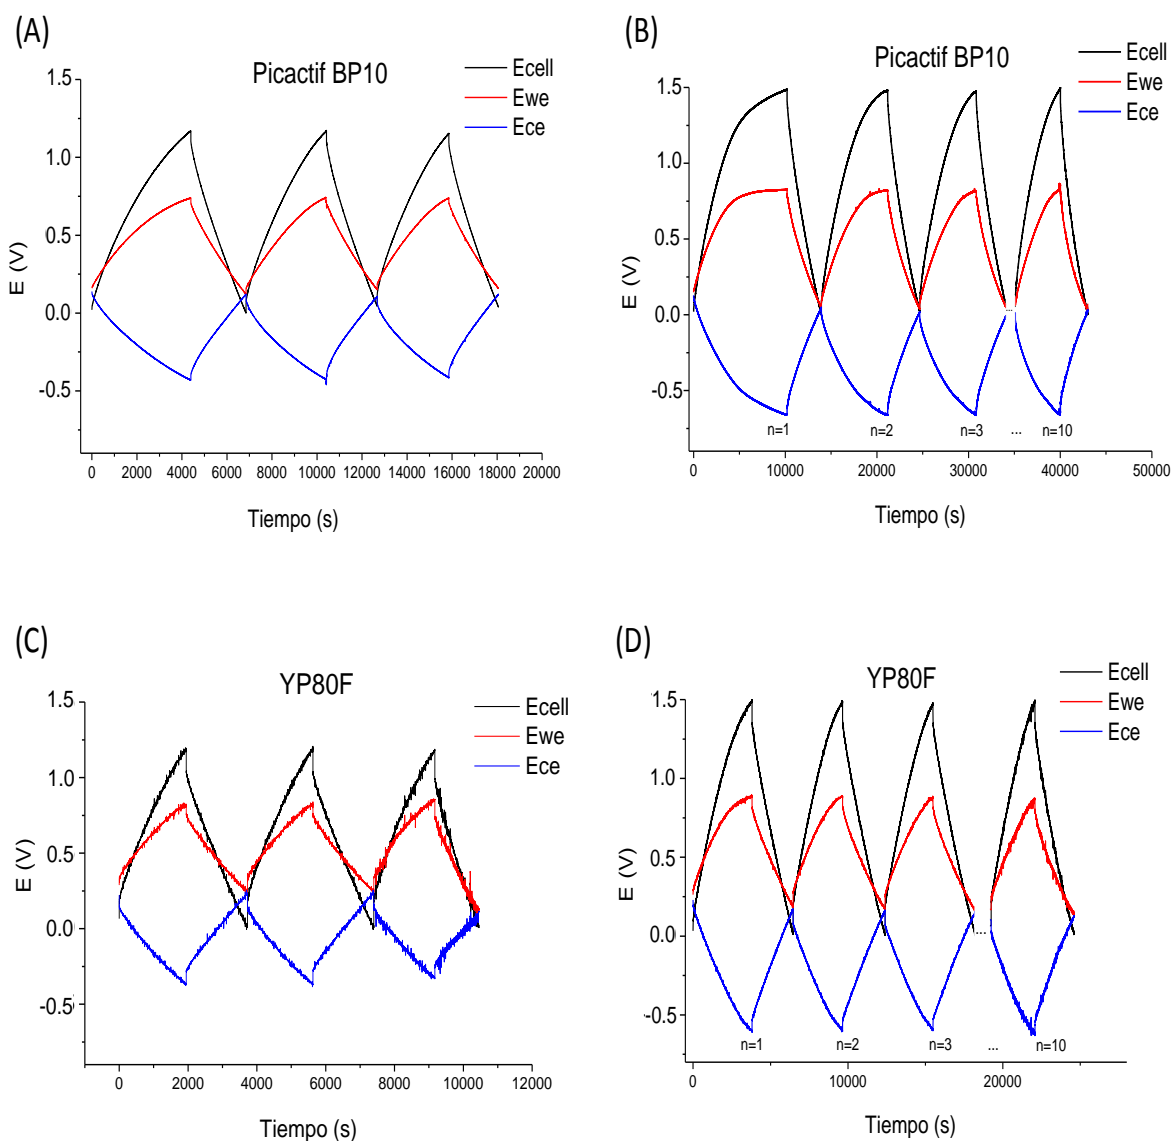 (A)
Picactif BP10
Ecell
Ewe
Ece
1.5
1.0
0.5
0.0
-0.5
E (V)
0 2000 4000 6000 8000 10000 12000 14000 16000 18000 20000
Tiempo (s)
(B)
Picactif BP10
Ecell
Ewe
Ece
1.5
1.0
0.5
0.0
-0.5
E (V)
...
n=1 n=2 n=3 ... n=10
0 10000 20000 30000 40000 50000
Tiempo (s)
(C)
YP80F
Ecell
Ewe
Ece
1.5
1.0
0.5
0.0
-0.5
E (V)
0 2000 4000 6000 8000 10000 12000
Tiempo (s)
(D)
YP80F
Ecell
Ewe
Ece
1.5
1.0
0.5
0.0
-0.5
E (V)
....
n=1 n=2 n=3 ... n=10
0 10000 20000
Tiempo (s)